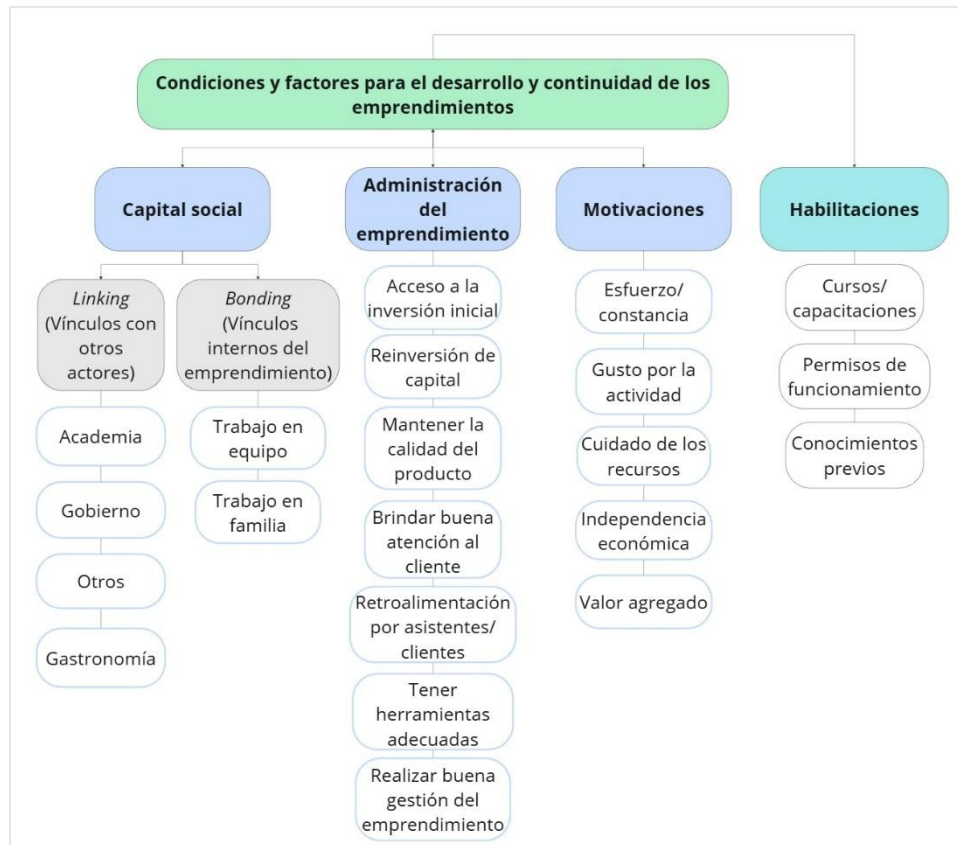 Condiciones y factores para el desarrollo y continuidad de los
emprendimientos
Capital social
Administración
del
emprendimiento
Motivaciones
Habilitaciones
Linking
(Vínculos con
otros
actores)
Bonding
(Vínculos
internos del
emprendimiento)
Academia
Gobierno
Otros
Gastronomía
Trabajo en
equipo
Trabajo en
familia
Acceso a la
inversión inicial
Reinversión de
capital
Mantener la
calidad del
producto
Brindar buena
atención al
cliente
Retroalimentación
por asistentes/
clientes
Tener
herramientas
adecuadas
Realizar buena
gestión del
emprendimiento
Esfuerzo/
constancia
Gusto por la
actividad
Cuidado de los
recursos
Independencia
económica
Valor agregado
Cursos/
capacitaciones
Permisos de
funcionamiento
Conocimientos
previos